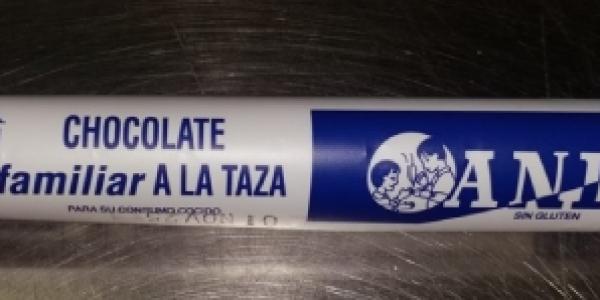 CHOCOLATE
familiar A LA TAZA
PARA SU CONSUMO COCIDO
SIN GLUTEN